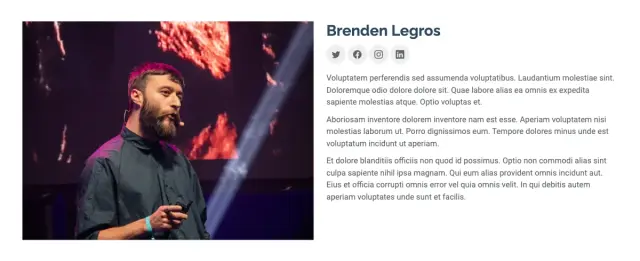 Brenden Legros
Voluptatem perferendis sed assumenda voluptatibus. Laudantium molestiae sint.
Doloremque odio dolore dolore sit. Quae labore alias ea omnis ex expedita
sapiente molestias atque. Optio voluptas et.
Aboriosam inventore dolorem inventore nam est esse. Aperiam voluptatem nisi
molestias laborum ut. Porro dignissimos eum. Tempore dolores minus unde est
voluptatum incidunt ut aperiam.
Et dolore blanditiis officiis non quod id possimus. Optio non commodi alias sint
culpa sapiente nihil ipsa magnam. Qui eum alias provident omnis incidunt aut.
Eius et officia corrupti omnis error vel quia omnis velit. In qui debitis autem
aperiam voluptates unde sunt et facilis.